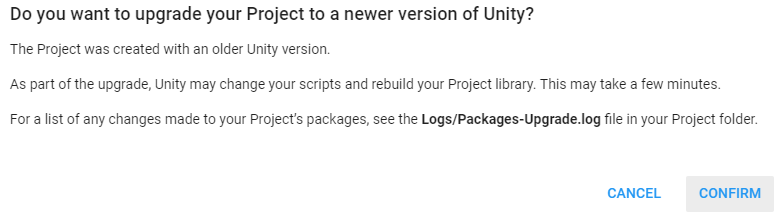 Do you want to upgrade your Project to a newer version of Unity?
The Project was created with an older Unity version.
As part of the upgrade, Unity may change your scripts and rebuild your Project library. This may take a few minutes.
For a list of any changes made to your Project’s packages, see the Logs/Packages-Upgrade.log file in your Project folder.
CANCEL CONFIRM